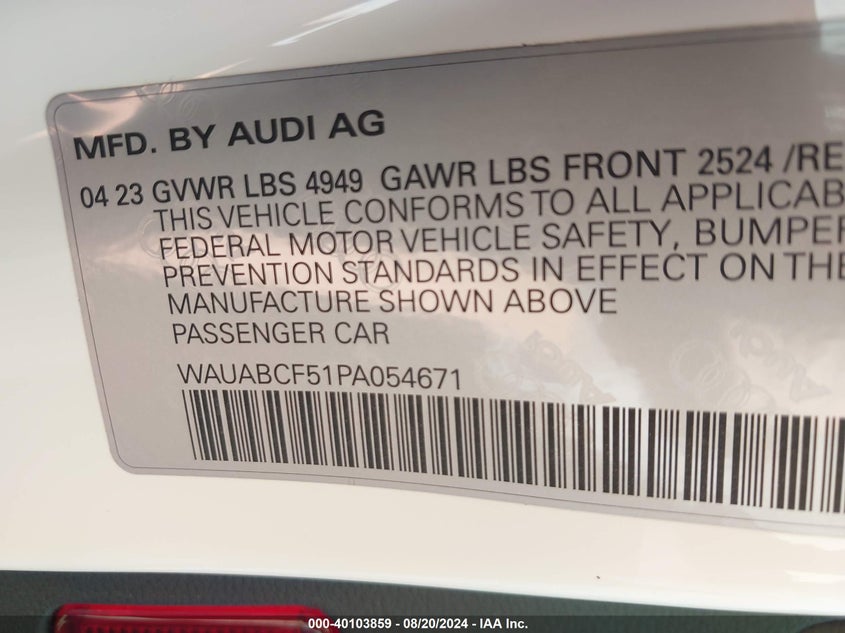 MFD. BY AUDI AG
04 23 GVWR LBS 4949 GAWR LBS FRONT 2524 /RE
THIS VEHICLE CONFORMS TO ALL APPLICAB
FEDERAL MOTOR VEHICLE SAFETY, BUMPER
PREVENTION STANDARDS IN EFFECT ON THE
MANUFACTURE SHOWN ABOVE
PASSENGER CAR
WAUABCF51PA054671
000-40103859 - 08/20/2024 - IAA Inc.